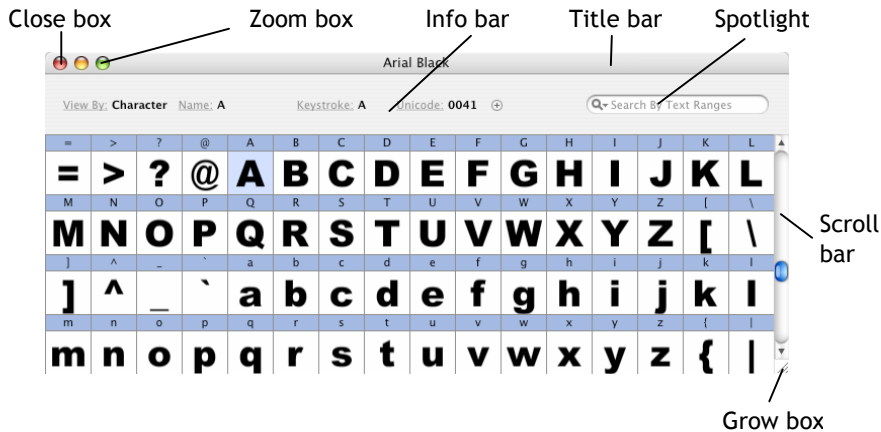 Close box Zoom box Info bar Title bar Spotlight
Arial Black
View By: Character Name: A Keystroke: A Unicode: 0041 Search By Text Ranges
= > ? @ A B C D E F G H I J K L
= > ? @ A B C D E F G H I J K L
M N O P Q R S T U V W X Y Z [ \
M N O P Q R S T U V W X Y Z [ \
] ^ _ ` a b c d e f g h i j k l
] ^ _ ` a b c d e f g h i j k l
m n o p q r s t u v w x y z { |
m n o p q r s t u v w x y z { |
Scroll
bar
Grow box